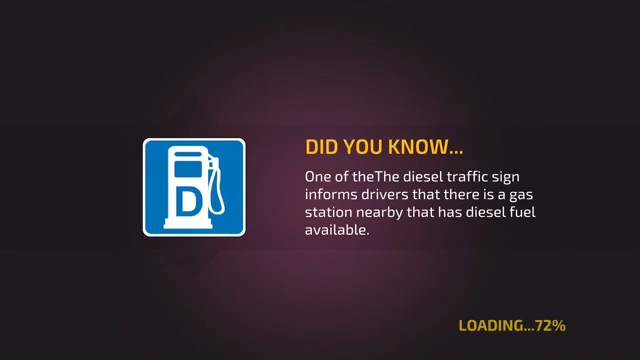 D
DID YOU KNOW...
One of theThe diesel traffic sign
informs drivers that there is a gas
station nearby that has diesel fuel
available.
LOADING...72%